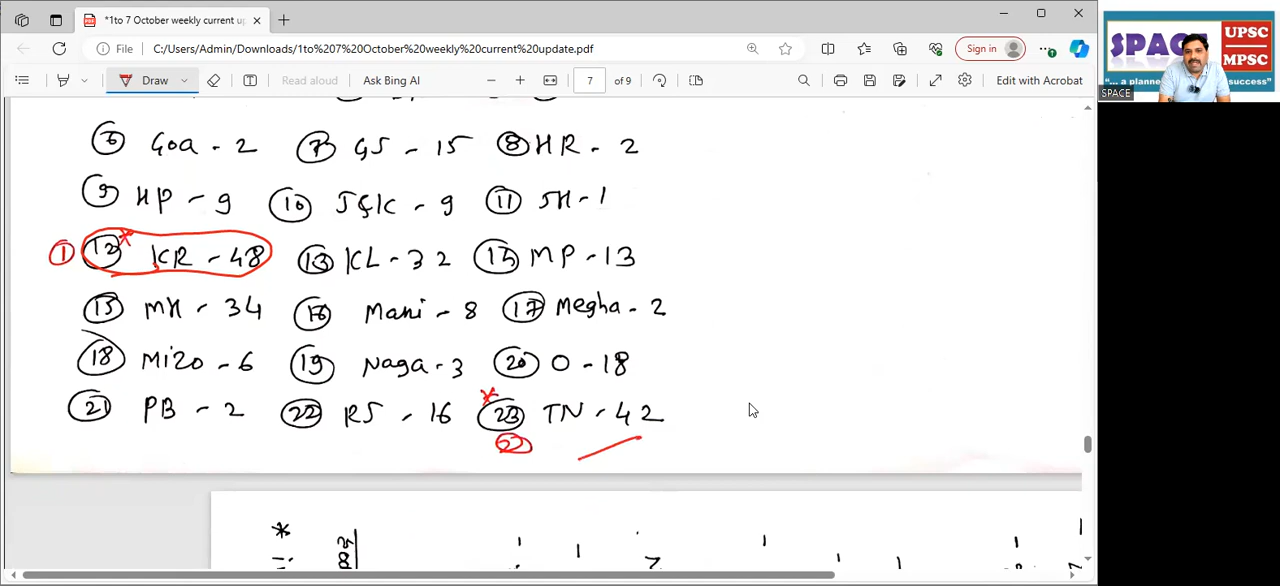 *1to 7 October weekly current up
File C:/Users/Admin/Downloads/1to%207%20October%20weekly%20current%20update.pdf Sign in
Draw Read aloud Ask Bing AI 7 of 9 Edit with Acrobat
SPACE UPSC MPSC
"... a planne success"
SPACE
6 Goa - 2 7 GJ - 15 8 HR - 2
9 HP - 9 10 J&K - 9 11 JH - 1
1 12 * KR - 48 13 KL - 32 14 MP - 13
15 MH - 34 16 Mani - 8 17 Megha - 2
18 Mizo - 6 19 Naga - 3 20 O - 18
21 PB - 2 22 RJ - 16 * 23 TN - 42
2
*